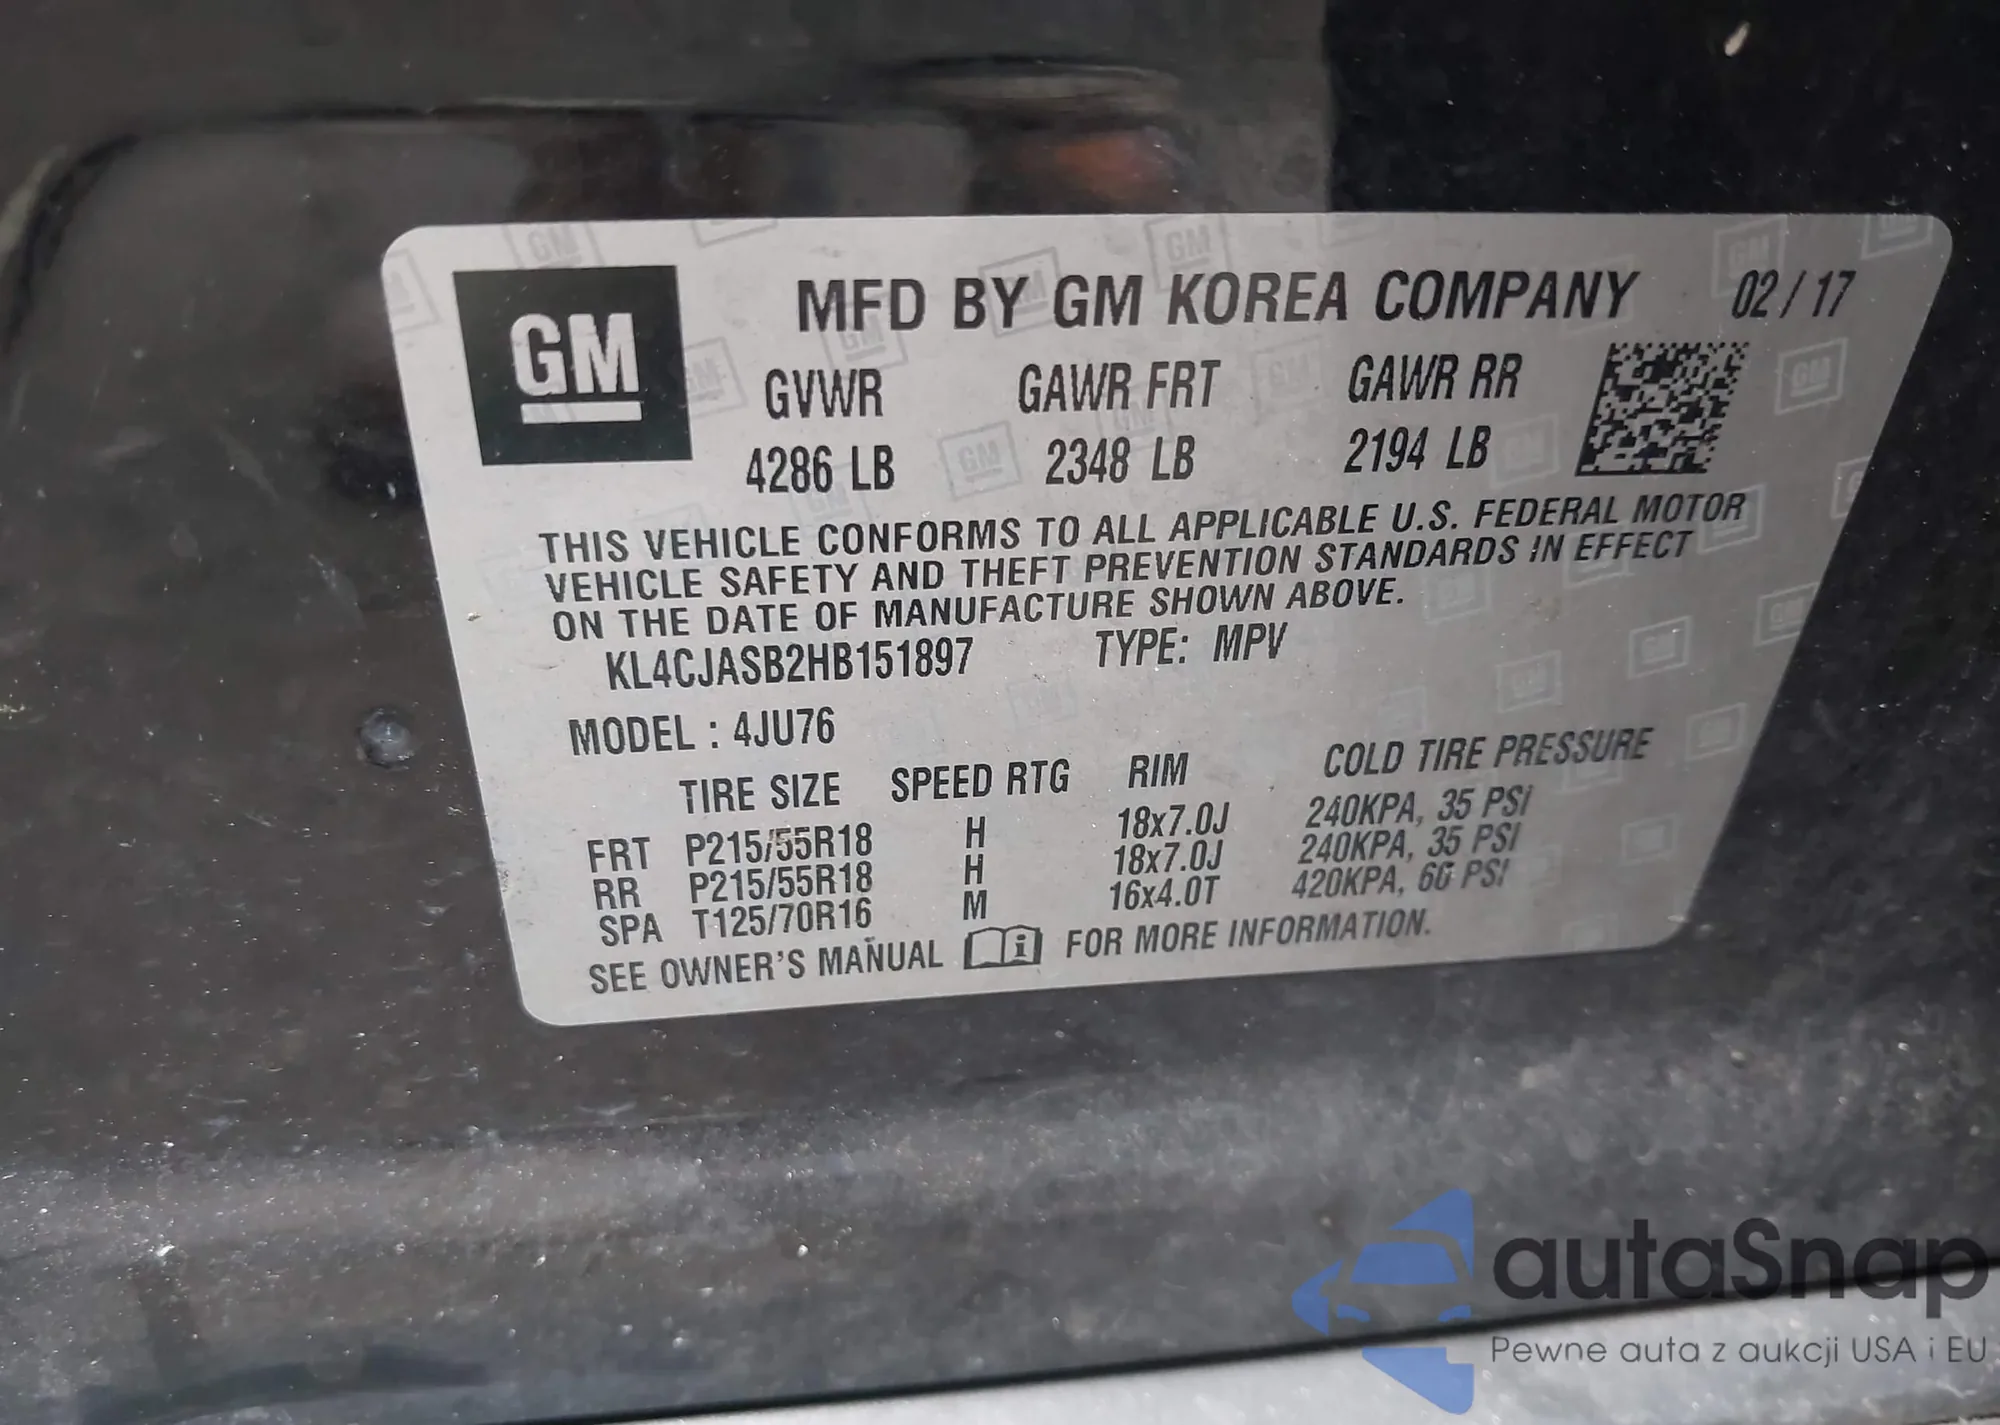 GM
MFD BY GM KOREA COMPANY 02/17
GVWR GAWR FRT GAWR RR
4286 LB 2348 LB 2194 LB
THIS VEHICLE CONFORMS TO ALL APPLICABLE U.S. FEDERAL MOTOR
VEHICLE SAFETY AND THEFT PREVENTION STANDARDS IN EFFECT
ON THE DATE OF MANUFACTURE SHOWN ABOVE.
KL4CJASB2HB151897 TYPE: MPV
MODEL : 4JU76
TIRE SIZE SPEED RTG RIM COLD TIRE PRESSURE
FRT P215/55R18 H 18x7.0J 240KPA, 35 PSI
RR P215/55R18 H 18x7.0J 240KPA, 35 PSI
SPA T125/70R16 M 16x4.0T 420KPA, 60 PSI
SEE OWNER'S MANUAL i FOR MORE INFORMATION.
autaSnap
Pewne auta z aukcji USA i EU